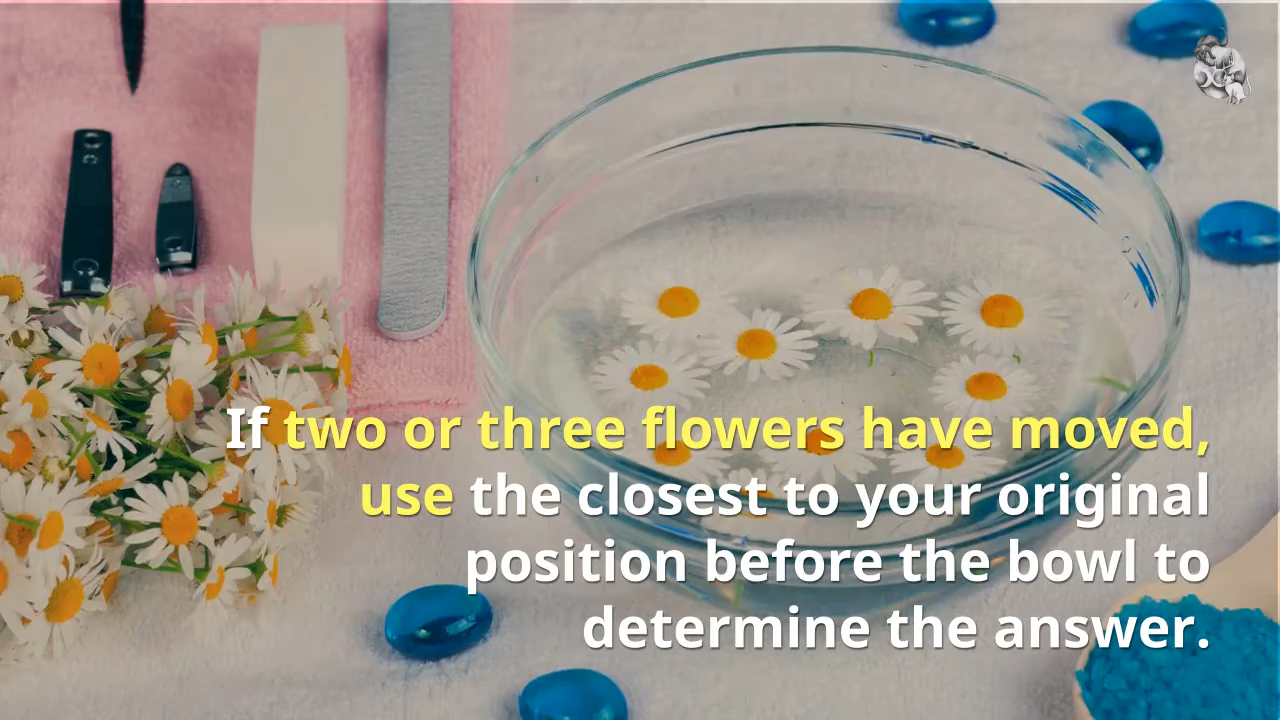 If two or three flowers have moved,
use the closest to your original
position before the bowl to
determine the answer.